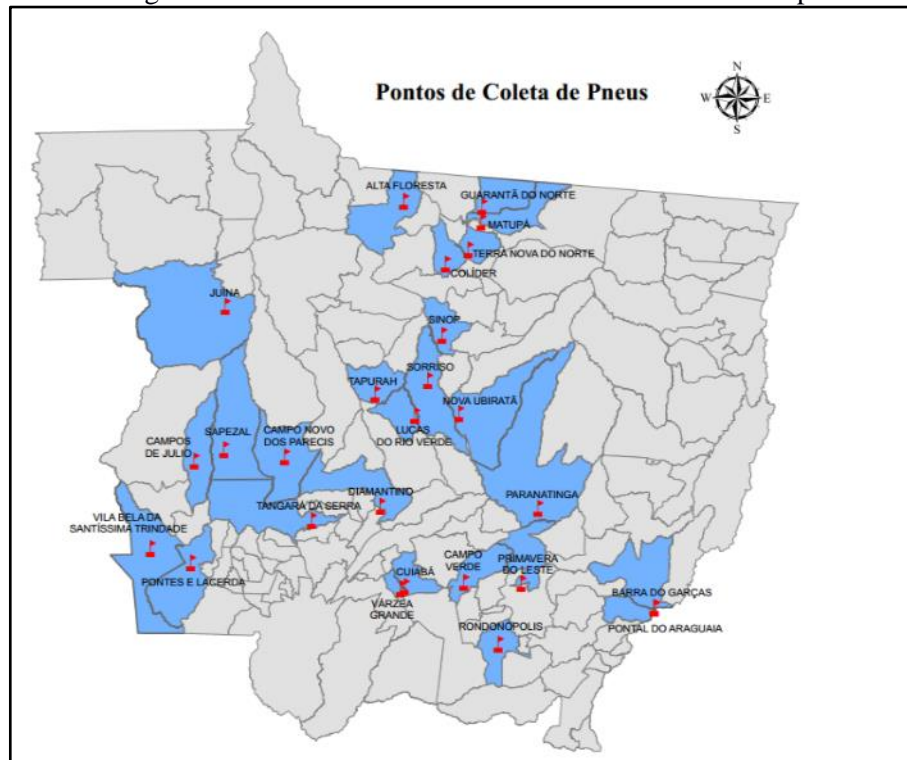 Pontos de Coleta de Pneus
N
W
E
S
ALTA FLORESTA
GUARANTÃ DO NORTE
MATUPÁ
TERRA NOVA DO NORTE
COLÍDER
JUÍNA
SINOP
SORRISO
TAPURAH
NOVA UBIRATÃ
LUCAS
DO RIO VERDE
CAMPO NOVO
DOS PARECIS
SAPEZAL
CAMPOS
DE JULIO
DIAMANTINO
TANGARÁ DA SERRA
PARANATINGA
VILA BELA DA
SANTÍSSIMA TRINDADE
PONTES E LACERDA
CUIABÁ
CAMPO
VERDE
PRIMAVERA
DO LESTE
VÁRZEA
GRANDE
BARRA DO GARÇAS
PONTAL DO ARAGUAIA
RONDONÓPOLIS